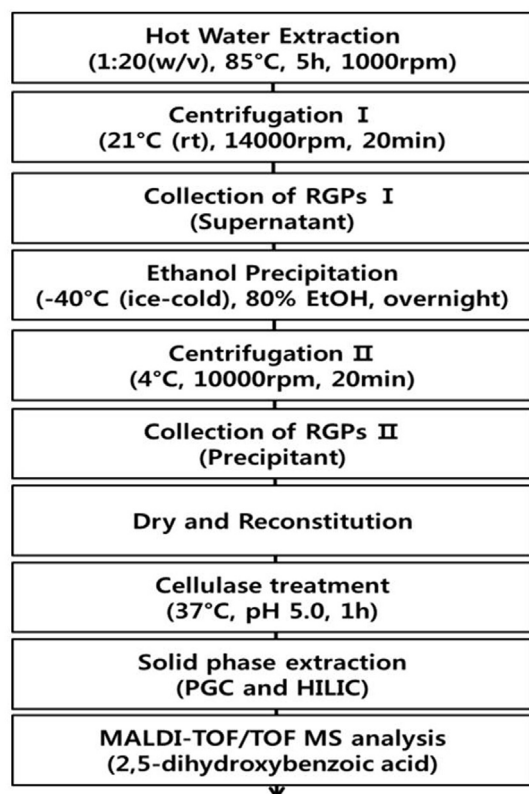 Hot Water Extraction
(1:20(w/v), 85°C, 5h, 1000rpm)
Centrifugation Ⅰ
(21°C (rt), 14000rpm, 20min)
Collection of RGPs Ⅰ
(Supernatant)
Ethanol Precipitation
(-40°C (ice-cold), 80% EtOH, overnight)
Centrifugation Ⅱ
(4°C, 10000rpm, 20min)
Collection of RGPs Ⅱ
(Precipitant)
Dry and Reconstitution
Cellulase treatment
(37°C, pH 5.0, 1h)
Solid phase extraction
(PGC and HILIC)
MALDI-TOF/TOF MS analysis
(2,5-dihydroxybenzoic acid)